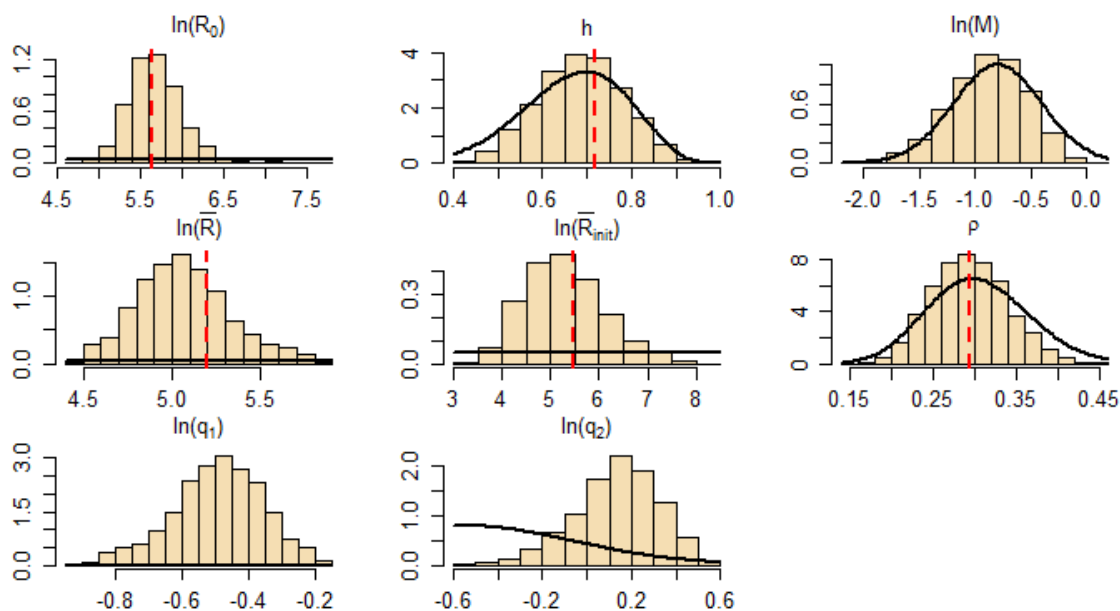 ln(R₀) h ln(M)
0.0 0.6 1.2
0 2 4
0.0 0.6
4.5 5.5 6.5 7.5
0.4 0.6 0.8 1.0
-2.0 -1.0 0.0
ln(R̅) ln(R̅init) ρ
0.0 1.0
0.0 0.3
0 4 8
4.5 5.0 5.5
3 4 5 6 7 8
0.15 0.25 0.35 0.45
ln(q₁) ln(q₂)
0.0 1.5 3.0
0.0 1.0 2.0
-0.8 -0.6 -0.4 -0.2
-0.6 -0.2 0.2 0.6